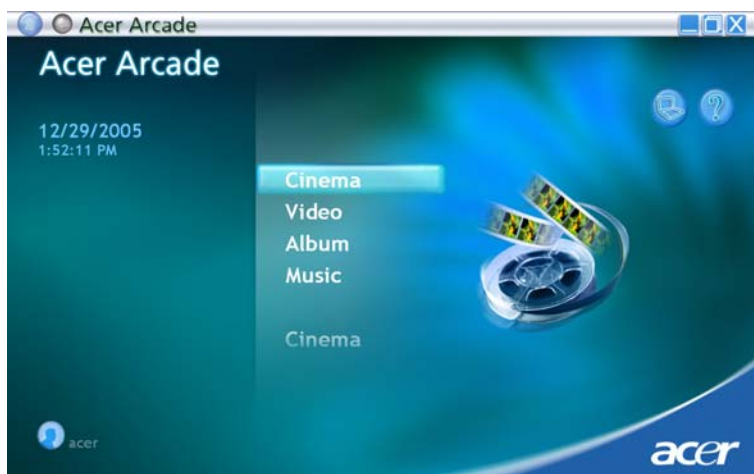 Acer Arcade
Acer Arcade
12/29/2005
1:52:11 PM
?
Cinema
Video
Album
Music
Cinema
acer
acer